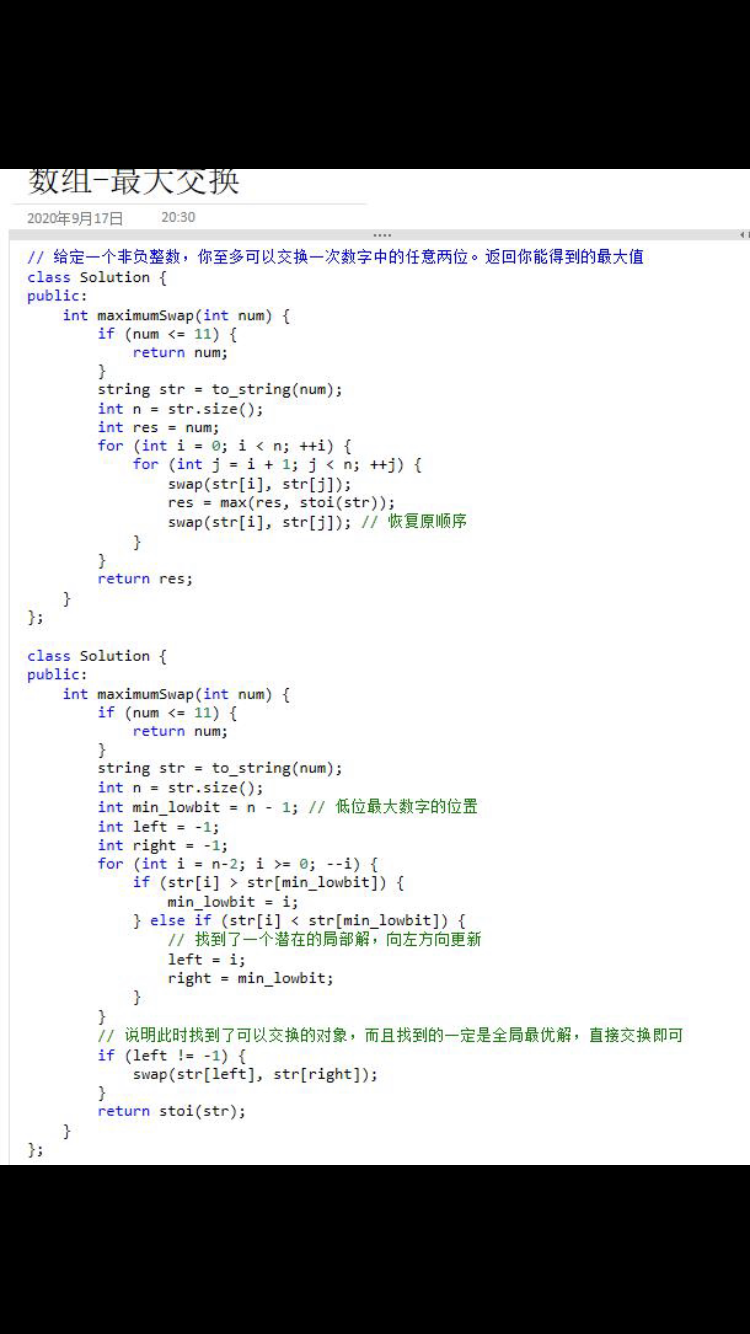 数组-最大交换
2020年9月17日 20:30
// 给定一个非负整数，你至多可以交换一次数字中的任意两位。返回你能得到的最大值
class Solution {
public:
    int maximumSwap(int num) {
        if (num <= 11) {
            return num;
        }
        string str = to_string(num);
        int n = str.size();
        int res = num;
        for (int i = 0; i < n; ++i) {
            for (int j = i + 1; j < n; ++j) {
                swap(str[i], str[j]);
                res = max(res, stoi(str));
                swap(str[i], str[j]); // 恢复原顺序
            }
        }
        return res;
    }
};
class Solution {
public:
    int maximumSwap(int num) {
        if (num <= 11) {
            return num;
        }
        string str = to_string(num);
        int n = str.size();
        int min_lowbit = n - 1; // 低位最大数字的位置
        int left = -1;
        int right = -1;
        for (int i = n-2; i >= 0; --i) {
            if (str[i] > str[min_lowbit]) {
                min_lowbit = i;
            } else if (str[i] < str[min_lowbit]) {
                // 找到了一个潜在的局部解，向左方向更新
                left = i;
                right = min_lowbit;
            }
        }
        // 说明此时找到了可以交换的对象，而且找到的一定是全局最优解，直接交换即可
        if (left != -1) {
            swap(str[left], str[right]);
        }
        return stoi(str);
    }
};